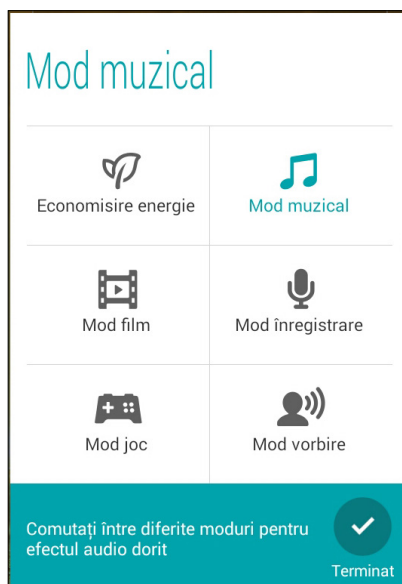 Mod muzical
Economisire energie
Mod muzical
Mod film
Mod înregistrare
Mod joc
Mod vorbire
Comutați între diferite moduri pentru
efectul audio dorit
Terminat